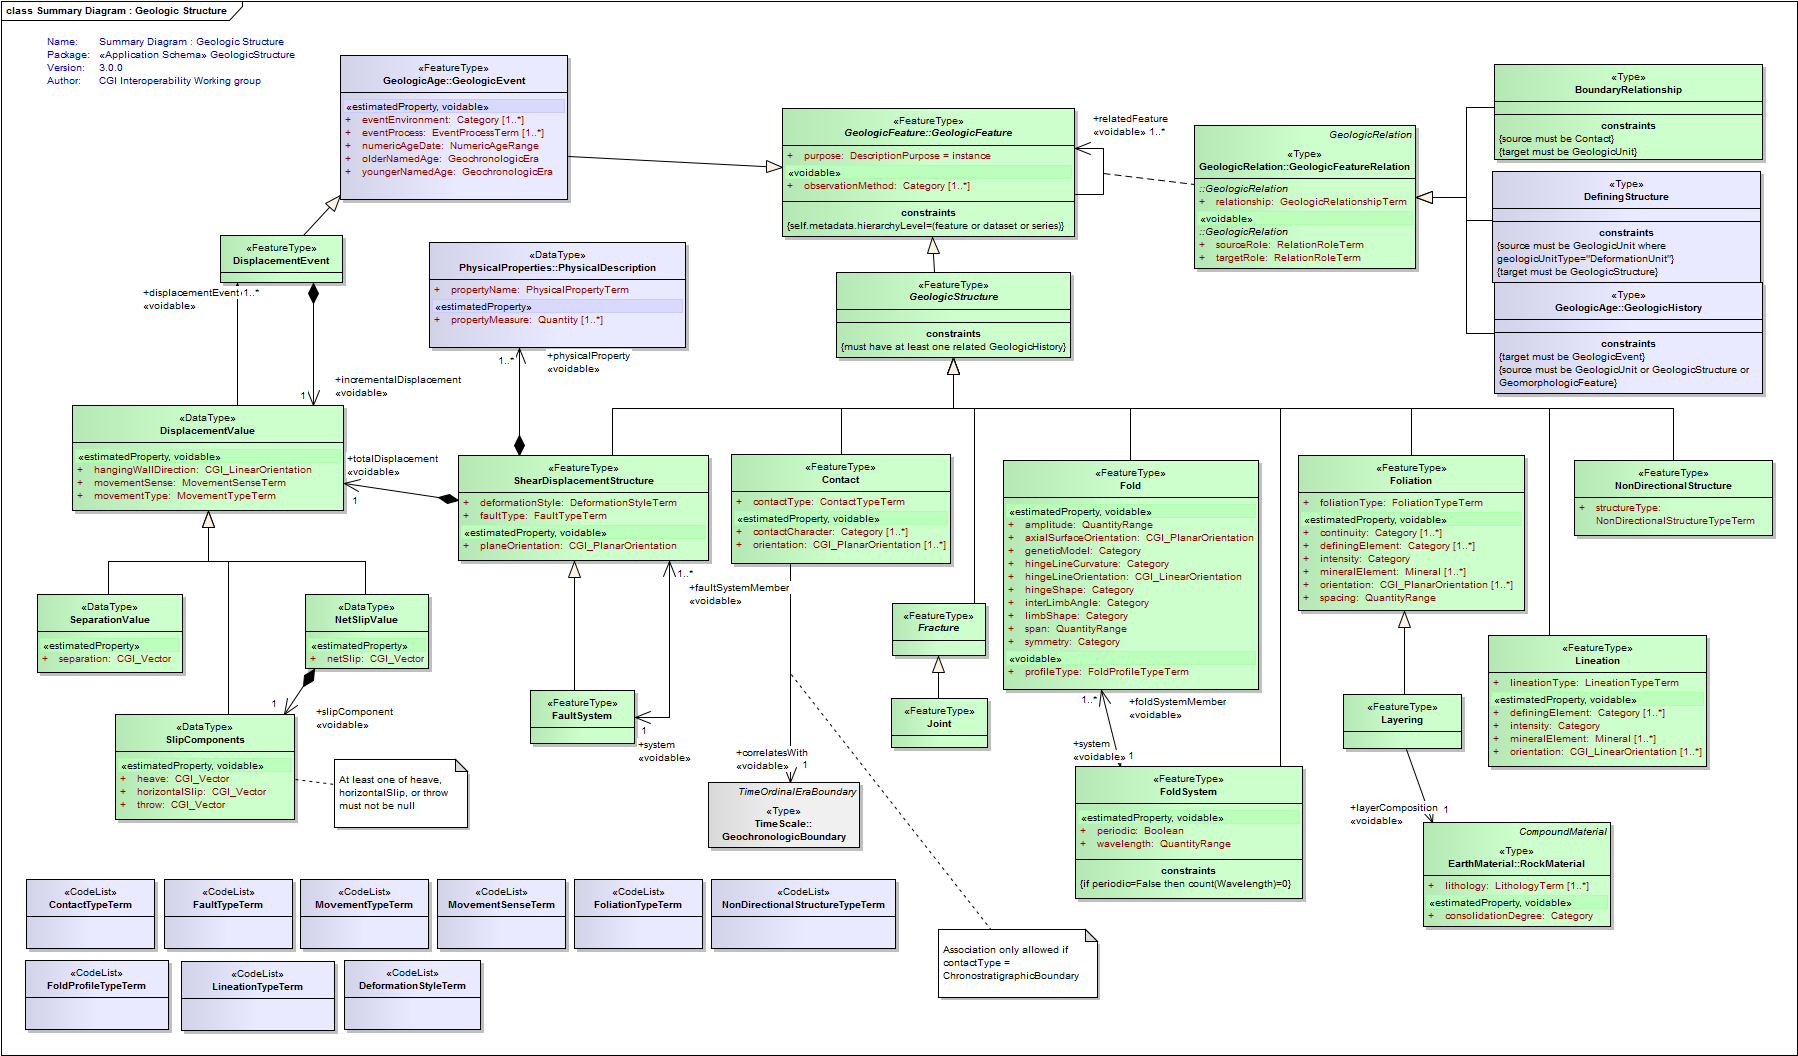 class Summary Diagram : Geologic Structure
Name: Summary Diagram : Geologic Structure
Package: «Application Schema» GeologicStructure
Version: 3.0.0
Author: CGI Interoperability Working group
«FeatureType»
GeologicAge::GeologicEvent
«estimatedProperty, voidable»
+ eventEnvironment: Category [1..*]
+ eventProcess: EventProcessTerm [1..*]
+ numericAgeDate: NumericAgeRange
+ olderNamedAge: GeochronologicEra
+ youngerNamedAge: GeochronologicEra
«FeatureType»
GeologicFeature::GeologicFeature
+ purpose: DescriptionPurpose = instance
«voidable»
+ observationMethod: Category [1..*]
constraints
{self.metadata.hierarchyLevel=(feature or dataset or series)}
+relatedFeature
«voidable» 1..*
GeologicRelation
«Type»
GeologicRelation::GeologicFeatureRelation
::GeologicRelation
+ relationship: GeologicRelationshipTerm
«voidable»
::GeologicRelation
+ sourceRole: RelationRoleTerm
+ targetRole: RelationRoleTerm
«Type»
BoundaryRelationship
constraints
{source must be Contact}
{target must be GeologicUnit}
«Type»
DefiningStructure
constraints
{source must be GeologicUnit where
geologicUnitType="DeformationUnit"}
{target must be GeologicStructure}
«Type»
GeologicAge::GeologicHistory
constraints
{target must be GeologicEvent}
{source must be GeologicUnit or GeologicStructure or
GeomorphologicFeature}
«FeatureType»
DisplacementEvent
+displacementEvent 1..*
«voidable»
«DataType»
PhysicalProperties::PhysicalDescription
+ propertyName: PhysicalPropertyTerm
«estimatedProperty»
+ propertyMeasure: Quantity [1..*]
1..*
+physicalProperty
«voidable»
«FeatureType»
GeologicStructure
constraints
{must have at least one related GeologicHistory}
+incrementalDisplacement
«voidable»
1
«DataType»
DisplacementValue
«estimatedProperty, voidable»
+ hangingWallDirection: CGI_LinearOrientation
+ movementSense: MovementSenseTerm
+ movementType: MovementTypeTerm
+totalDisplacement
«voidable»
1
«FeatureType»
ShearDisplacementStructure
+ deformationStyle: DeformationStyleTerm
+ faultType: FaultTypeTerm
«estimatedProperty, voidable»
+ planeOrientation: CGI_PlanarOrientation
«FeatureType»
Contact
+ contactType: ContactTypeTerm
«estimatedProperty, voidable»
+ contactCharacter: Category [1..*]
+ orientation: CGI_PlanarOrientation [1..*]
«FeatureType»
Fold
«estimatedProperty, voidable»
+ amplitude: QuantityRange
+ axialSurfaceOrientation: CGI_PlanarOrientation
+ geneticModel: Category
+ hingeLineCurvature: Category
+ hingeLineOrientation: CGI_LinearOrientation
+ hingeShape: Category
+ interLimbAngle: Category
+ limbShape: Category
+ span: QuantityRange
+ symmetry: Category
«voidable»
+ profileType: FoldProfileTypeTerm
«FeatureType»
Foliation
+ foliationType: FoliationTypeTerm
«estimatedProperty, voidable»
+ continuity: Category [1..*]
+ definingElement: Category [1..*]
+ intensity: Category
+ mineralElement: Mineral [1..*]
+ orientation: CGI_PlanarOrientation [1..*]
+ spacing: QuantityRange
«FeatureType»
NonDirectionalStructure
+ structureType:
NonDirectionalStructureTypeTerm
«DataType»
SeparationValue
«estimatedProperty»
+ separation: CGI_Vector
«DataType»
NetSlipValue
«estimatedProperty»
+ netSlip: CGI_Vector
1
+slipComponent
«voidable»
«DataType»
SlipComponents
«estimatedProperty, voidable»
+ heave: CGI_Vector
+ horizontalSlip: CGI_Vector
+ throw: CGI_Vector
At least one of heave,
horizontalSlip, or throw
must not be null
1..*
+faultSystemMember
«voidable»
«FeatureType»
FaultSystem
1
+system
«voidable»
«FeatureType»
Fracture
«FeatureType»
Joint
+correlatesWith
«voidable» 1
TimeOrdinalEraBoundary
«Type»
TimeScale::
GeochronologicBoundary
1..*
+foldSystemMember
«voidable»
+system
«voidable» 1
«FeatureType»
FoldSystem
«estimatedProperty, voidable»
+ periodic: Boolean
+ wavelength: QuantityRange
constraints
{if periodic=False then count(Wavelength)=0}
«FeatureType»
Layering
«FeatureType»
Lineation
+ lineationType: LineationTypeTerm
«estimatedProperty, voidable»
+ definingElement: Category [1..*]
+ intensity: Category
+ mineralElement: Mineral [1..*]
+ orientation: CGI_LinearOrientation [1..*]
+layerComposition 1
«voidable»
CompoundMaterial
«Type»
EarthMaterial::RockMaterial
+ lithology: LithologyTerm [1..*]
«estimatedProperty, voidable»
+ consolidationDegree: Category
Association only allowed if
contactType =
ChronostratigraphicBoundary
«CodeList»
ContactTypeTerm
«CodeList»
FaultTypeTerm
«CodeList»
MovementTypeTerm
«CodeList»
MovementSenseTerm
«CodeList»
FoliationTypeTerm
«CodeList»
NonDirectionalStructureTypeTerm
«CodeList»
FoldProfileTypeTerm
«CodeList»
LineationTypeTerm
«CodeList»
DeformationStyleTerm